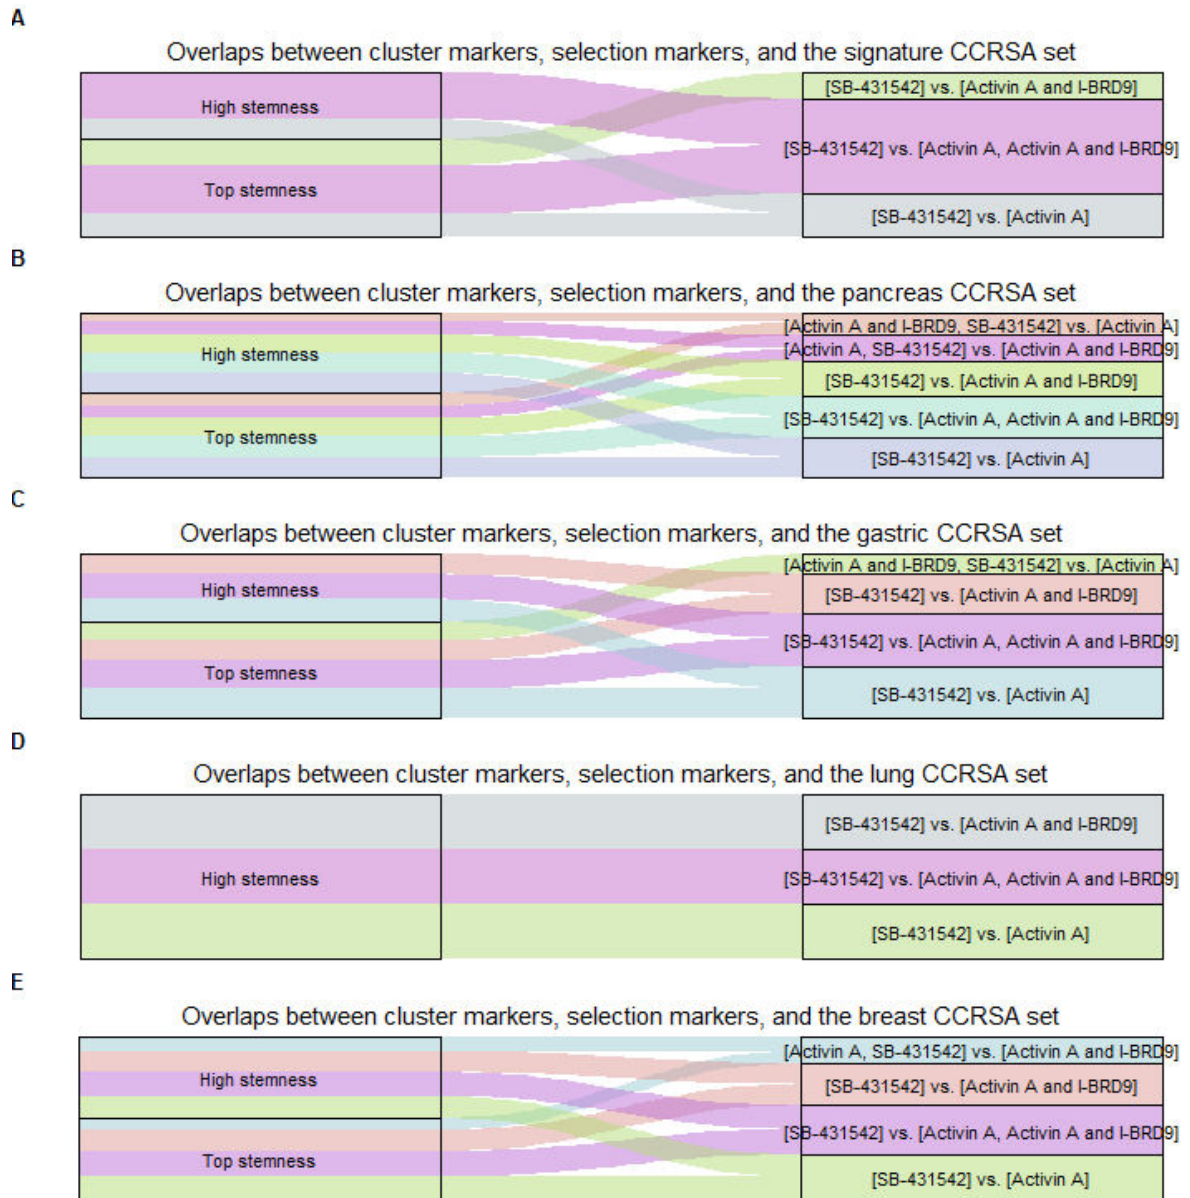 A
Overlaps between cluster markers, selection markers, and the signature CCRSA set
High stemness
Top stemness
[SB-431542] vs. [Activin A and I-BRD9]
[SB-431542] vs. [Activin A, Activin A and I-BRD9]
[SB-431542] vs. [Activin A]
B
Overlaps between cluster markers, selection markers, and the pancreas CCRSA set
High stemness
Top stemness
[Activin A and I-BRD9, SB-431542] vs. [Activin A]
[Activin A, SB-431542] vs. [Activin A and I-BRD9]
[SB-431542] vs. [Activin A and I-BRD9]
[SB-431542] vs. [Activin A, Activin A and I-BRD9]
[SB-431542] vs. [Activin A]
C
Overlaps between cluster markers, selection markers, and the gastric CCRSA set
High stemness
Top stemness
[Activin A and I-BRD9, SB-431542] vs. [Activin A]
[SB-431542] vs. [Activin A and I-BRD9]
[SB-431542] vs. [Activin A, Activin A and I-BRD9]
[SB-431542] vs. [Activin A]
D
Overlaps between cluster markers, selection markers, and the lung CCRSA set
High stemness
[SB-431542] vs. [Activin A and I-BRD9]
[SB-431542] vs. [Activin A, Activin A and I-BRD9]
[SB-431542] vs. [Activin A]
E
Overlaps between cluster markers, selection markers, and the breast CCRSA set
High stemness
Top stemness
[Activin A, SB-431542] vs. [Activin A and I-BRD9]
[SB-431542] vs. [Activin A and I-BRD9]
[SB-431542] vs. [Activin A, Activin A and I-BRD9]
[SB-431542] vs. [Activin A]